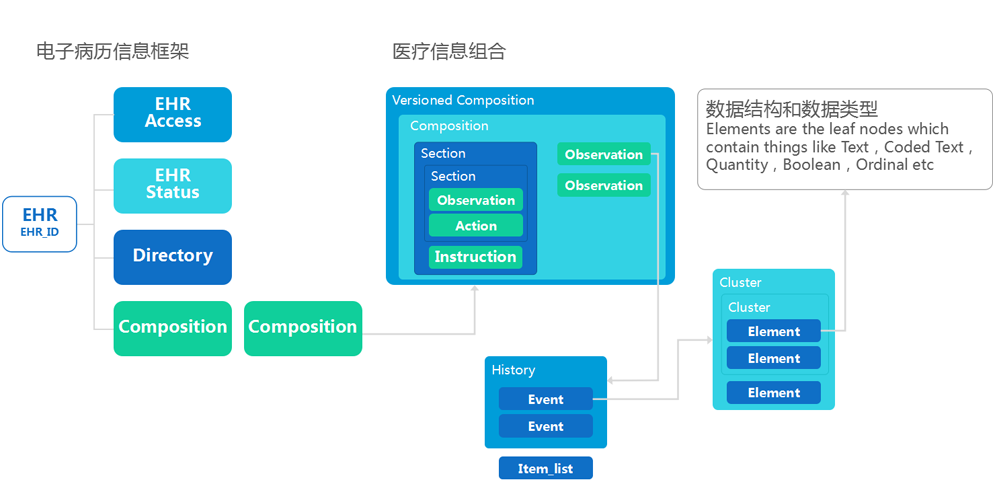 电子病历信息框架
医疗信息组合
EHR
EHR_ID
EHR
Access
EHR
Status
Directory
Composition
Composition
Versioned Composition
Composition
Section
Section
Observation
Action
Instruction
Observation
Observation
History
Event
Event
Item_list
Cluster
Cluster
Element
Element
Element
数据结构和数据类型
Elements are the leaf nodes which
contain things like Text，Coded Text，
Quantity，Boolean，Ordinal etc